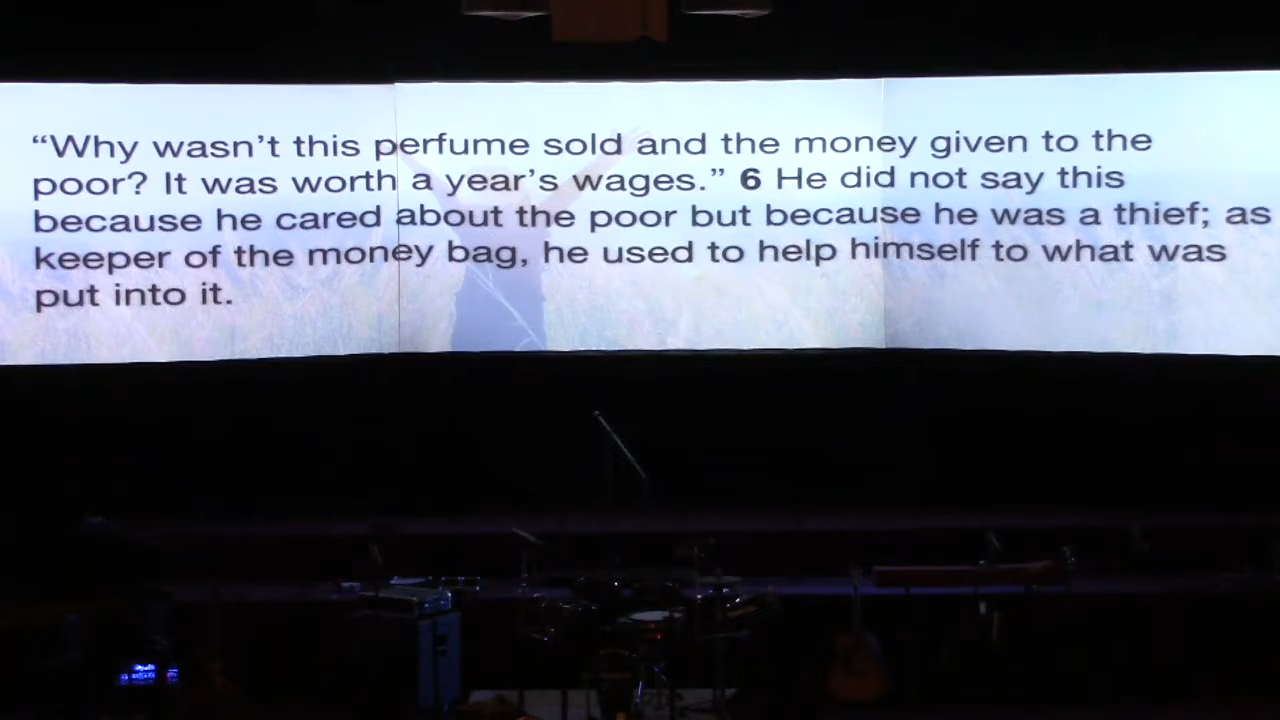 “Why wasn’t this perfume sold and the money given to the
poor? It was worth a year’s wages.” 6 He did not say this
because he cared about the poor but because he was a thief; as
keeper of the money bag, he used to help himself to what was
put into it.